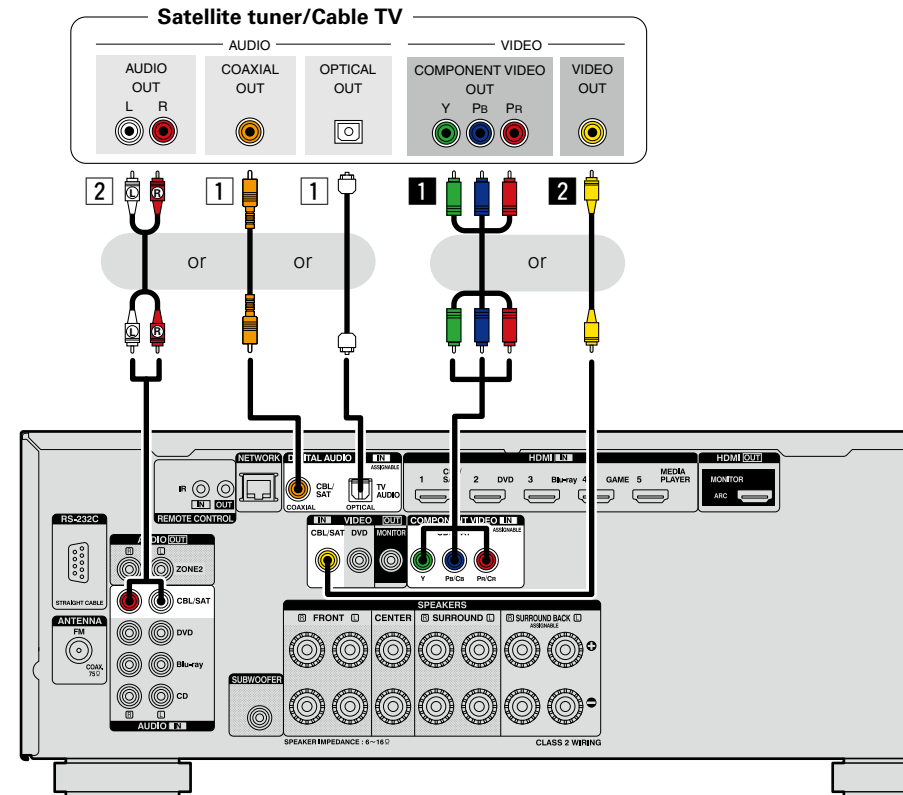 Satellite tuner/Cable TV
AUDIO
VIDEO
AUDIO OUT
L R
COAXIAL OUT
OPTICAL OUT
COMPONENT VIDEO OUT
Y PB PR
VIDEO OUT
2 L R
1
1
1
2
or
or
or
L R
NETWORK
DIGITAL AUDIO IN
ASSIGNABLE
HDMI IN
HDMI OUT
IR
IN OUT
REMOTE CONTROL
CBL/SAT
COAXIAL
TV AUDIO
OPTICAL
1
2 DVD
3 Blu-ray
4 GAME
5 MEDIA PLAYER
MONITOR
ARC
RS-232C
STRAIGHT CABLE
IN VIDEO OUT
CBL/SAT DVD MONITOR
COMPONENT VIDEO IN
ASSIGNABLE
Y PB/CB PR/CR
AUDIO OUT
R L
ZONE2
CBL/SAT
DVD
Blu-ray
CD
R L
AUDIO IN
ANTENNA
FM
COAX.
75Ω
SUBWOOFER
SPEAKERS
R FRONT L
CENTER
R SURROUND L
R SURROUND BACK L
ASSIGNABLE
+
−
SPEAKER IMPEDANCE : 6~16Ω
CLASS 2 WIRING